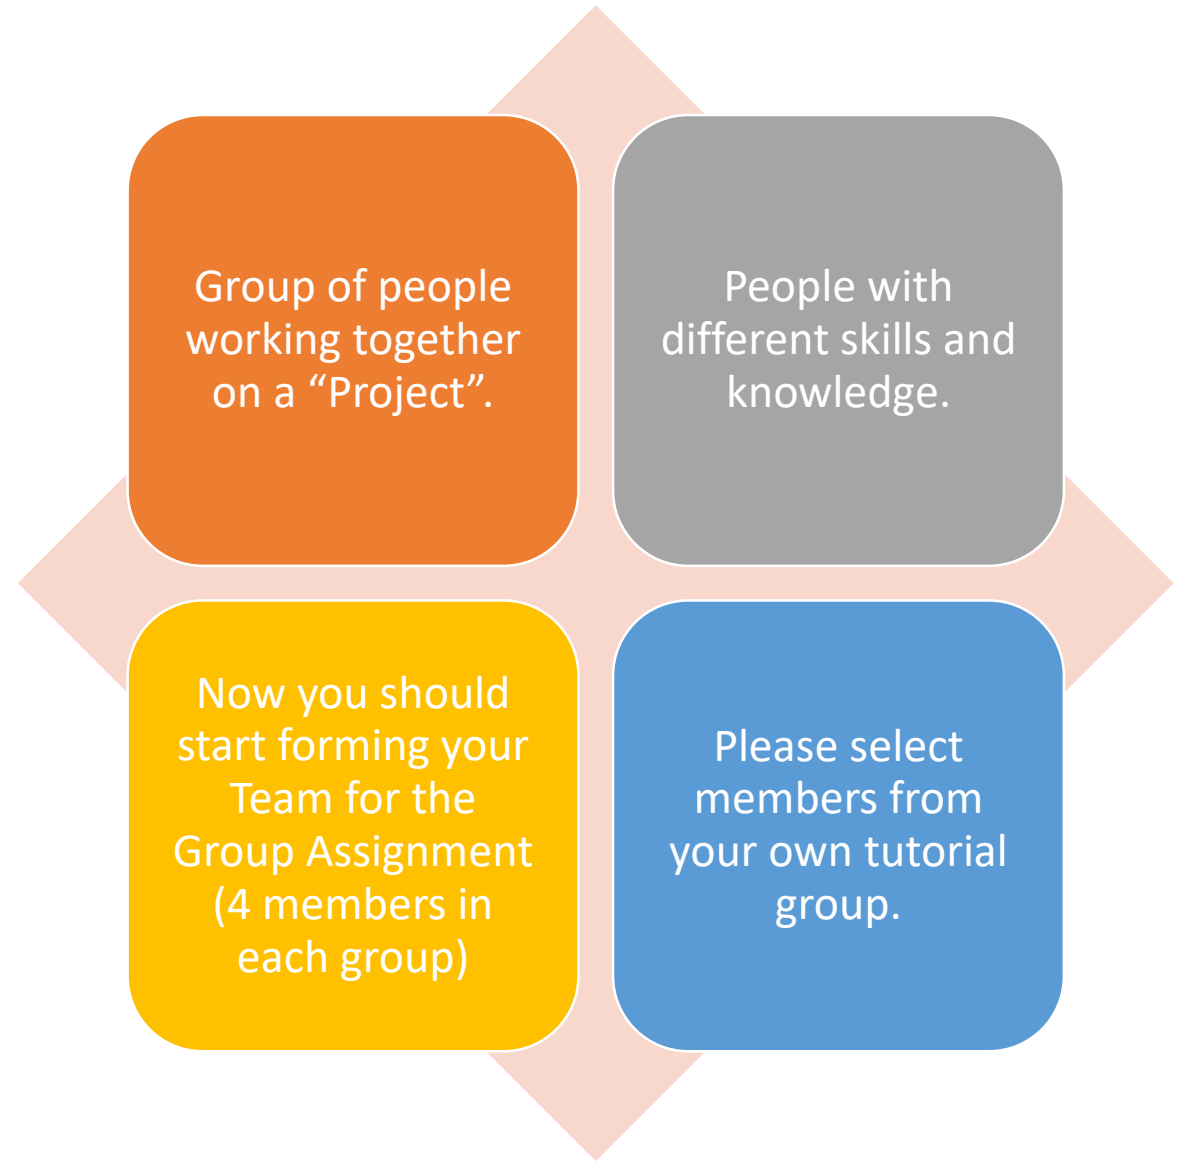 Group of people
working together
on a “Project”.
People with
different skills and
knowledge.
Now you should
start forming your
Team for the
Group Assignment
(4 members in
each group)
Please select
members from
your own tutorial
group.